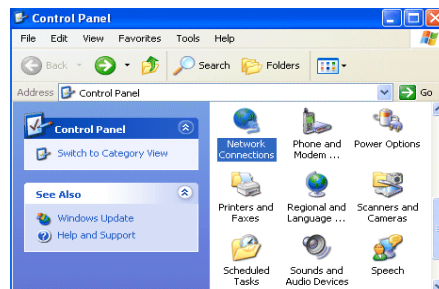 Control Panel
File Edit View Favorites Tools Help
Back Search Folders
Address Control Panel Go
Control Panel
Switch to Category View
See Also
Windows Update
Help and Support
Network Connections
Phone and Modem ...
Power Options
Printers and Faxes
Regional and Language ...
Scanners and Cameras
Scheduled Tasks
Sounds and Audio Devices
Speech